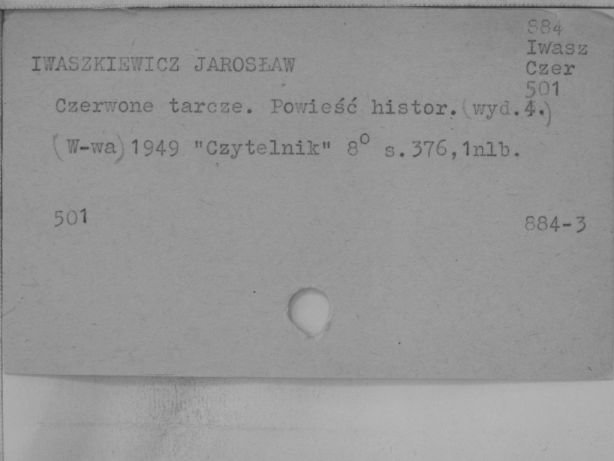 884
Iwasz
IWASZKIEWICZ JAROSŁAW
Czer
501
Czerwone tarcze. Powieść histor.(wyd.4.)
(W-wa)1949 "Czytelnik" 8° s.376,1nlb.
501
884-3